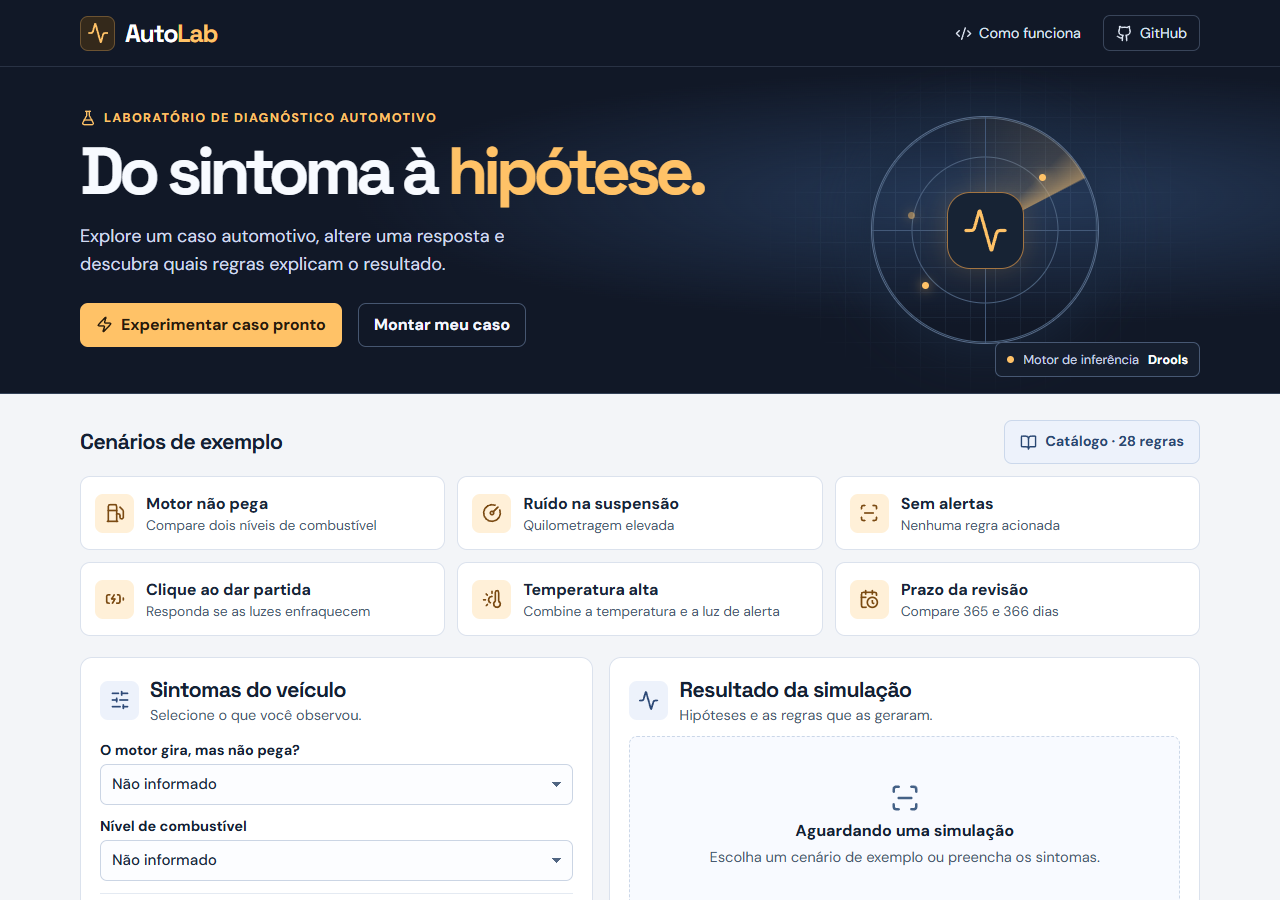 AutoLab
Como funciona
GitHub
LABORATÓRIO DE DIAGNÓSTICO AUTOMOTIVO
Do sintoma à hipótese.
Explore um caso automotivo, altere uma resposta e
descubra quais regras explicam o resultado.
Experimentar caso pronto
Montar meu caso
Motor de inferência Drools
Cenários de exemplo
Catálogo · 28 regras
Motor não pega
Compare dois níveis de combustível
Ruído na suspensão
Quilometragem elevada
Sem alertas
Nenhuma regra acionada
Clique ao dar partida
Responda se as luzes enfraquecem
Temperatura alta
Combine a temperatura e a luz de alerta
Prazo da revisão
Compare 365 e 366 dias
Sintomas do veículo
Selecione o que você observou.
O motor gira, mas não pega?
Não informado
Nível de combustível
Não informado
Resultado da simulação
Hipóteses e as regras que as geraram.
Aguardando uma simulação
Escolha um cenário de exemplo ou preencha os sintomas.